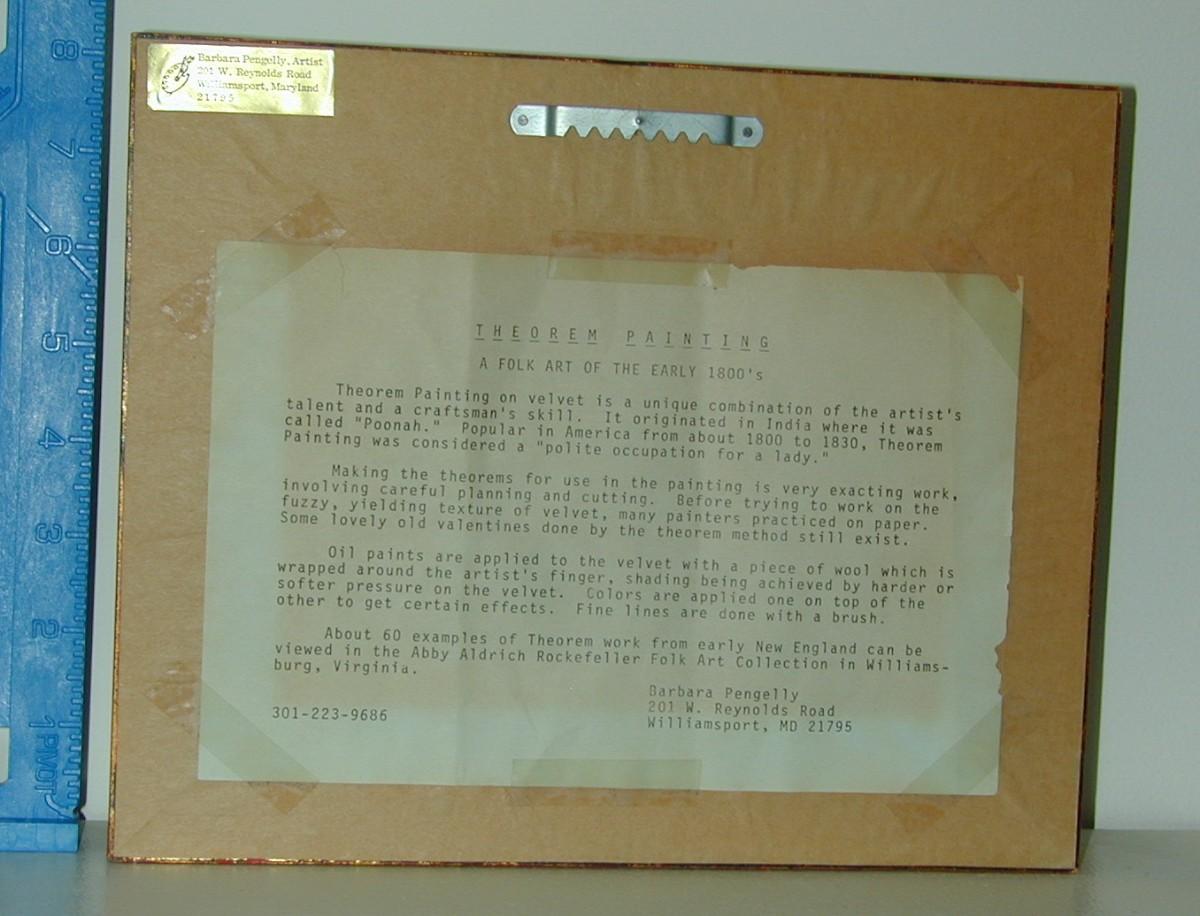 Barbara Pengelly, Artist
201 W. Reynolds Road
Williamsport, Maryland
21795
THEOREM PAINTING
A FOLK ART OF THE EARLY 1800's
Theorem Painting on velvet is a unique combination of the artist's
talent and a craftsman's skill. It originated in India where it was
called "Poonah." Popular in America from about 1800 to 1830, Theorem
Painting was considered a "polite occupation for a lady."
Making the theorems for use in the painting is very exacting work,
involving careful planning and cutting. Before trying to work on the
fuzzy, yielding texture of velvet, many painters practiced on paper.
Some lovely old valentines done by the theorem method still exist.
Oil paints are applied to the velvet with a piece of wool which is
wrapped around the artist's finger, shading being achieved by harder or
softer pressure on the velvet. Colors are applied one on top of the
other to get certain effects. Fine lines are done with a brush.
About 60 examples of Theorem work from early New England can be
viewed in the Abby Aldrich Rockefeller Folk Art Collection in Williams-
burg, Virginia.
Barbara Pengelly
201 W. Reynolds Road
Williamsport, MD 21795
301-223-9686
8
7
6
5
4
3
2
1
PIVOT